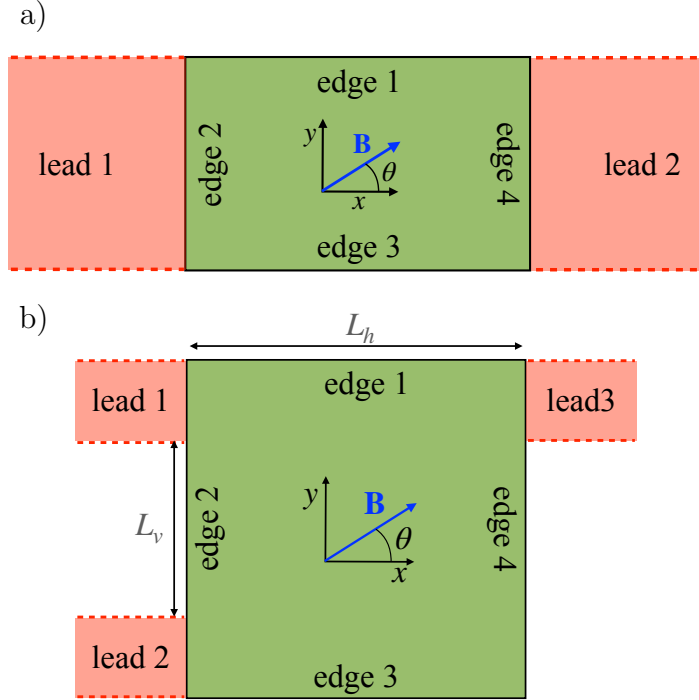 a)
edge 1
lead 1
edge 2
y
B
θ
x
edge 4
lead 2
edge 3
b)
L_h
lead 1
edge 1
lead3
edge 2
y
B
θ
x
edge 4
L_v
lead 2
edge 3